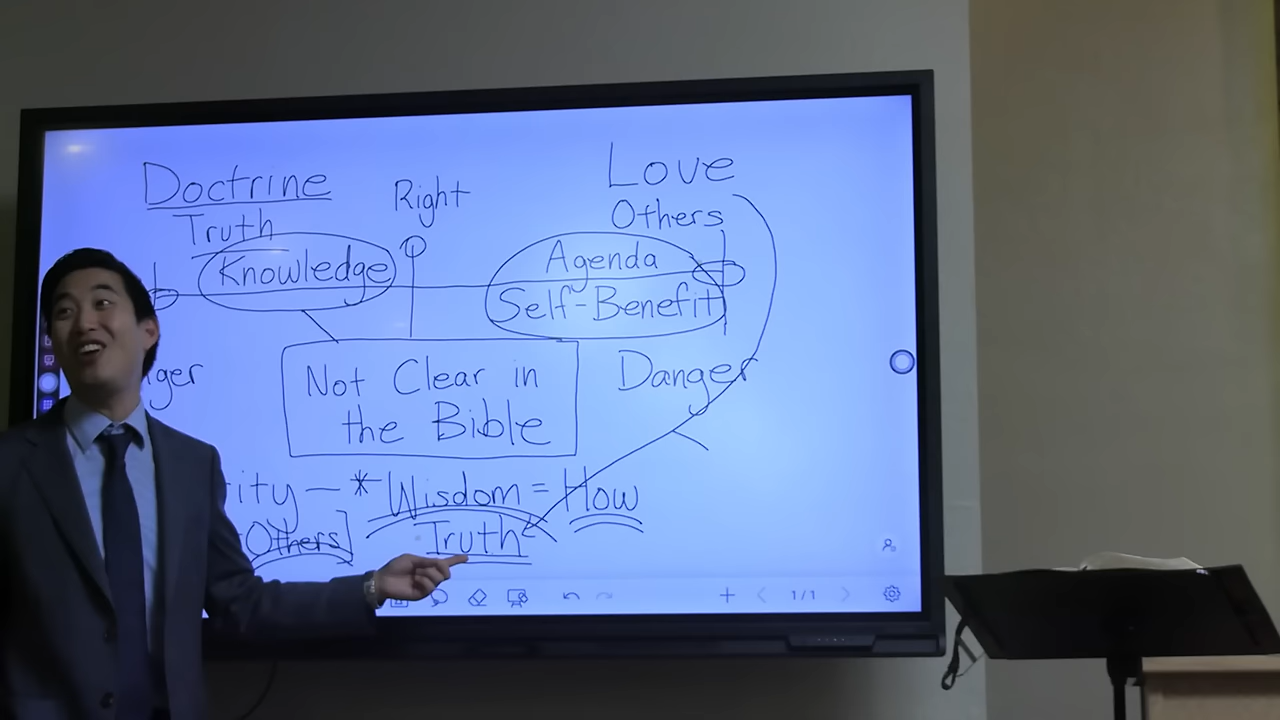 Doctrine
Truth
Knowledge
Right
Love
Others
Agenda
Self-Benefit
Not Clear in
the Bible
Danger
ity - * Wisdom = How
Others]
Truth
1/1